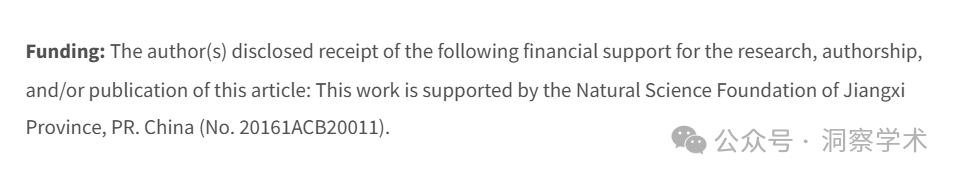 Funding: The author(s) disclosed receipt of the following financial support for the research, authorship,
and/or publication of this article: This work is supported by the Natural Science Foundation of Jiangxi
Province, PR. China (No. 20161ACB20011).
公众号 · 洞察学术